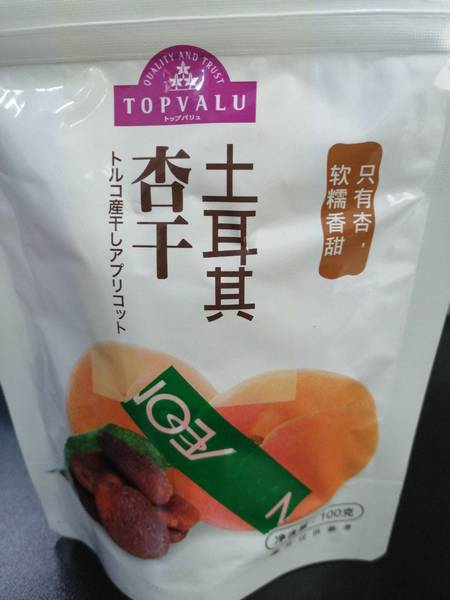 QUALITY AND TRUST
TOPVALU
トップバリュ
只有杏，
软糯香甜
土耳其
杏干
トルコ産干しアプリコット
净含量：100克